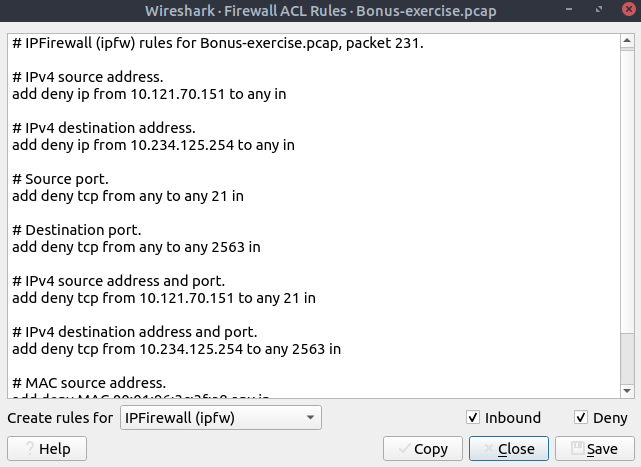 Wireshark · Firewall ACL Rules · Bonus-exercise.pcap
# IPFirewall (ipfw) rules for Bonus-exercise.pcap, packet 231.
# IPv4 source address.
add deny ip from 10.121.70.151 to any in
# IPv4 destination address.
add deny ip from 10.234.125.254 to any in
# Source port.
add deny tcp from any to any 21 in
# Destination port.
add deny tcp from any to any 2563 in
# IPv4 source address and port.
add deny tcp from 10.121.70.151 to any 21 in
# IPv4 destination address and port.
add deny tcp from 10.234.125.254 to any 2563 in
# MAC source address.
add deny MAC any in
Create rules for IPFirewall (ipfw) Inbound Deny
? Help Copy Close Save